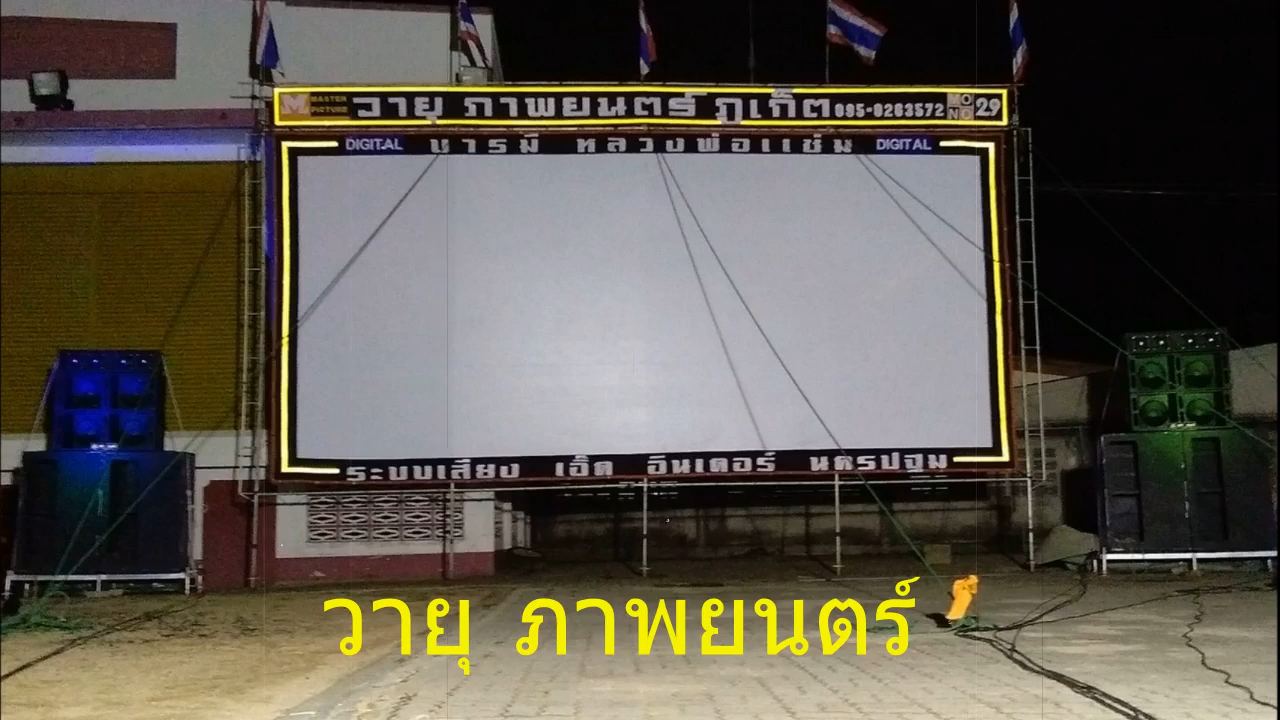 MASTER PICTURE วายุ ภาพยนตร์ ภูเก็ต 095-0263572 MONO 29
DIGITAL บารมี หลวงพ่อแช่ม DIGITAL
ระบบเสียง เอ็ด อินเตอร์ นครปฐม
วายุ ภาพยนตร์